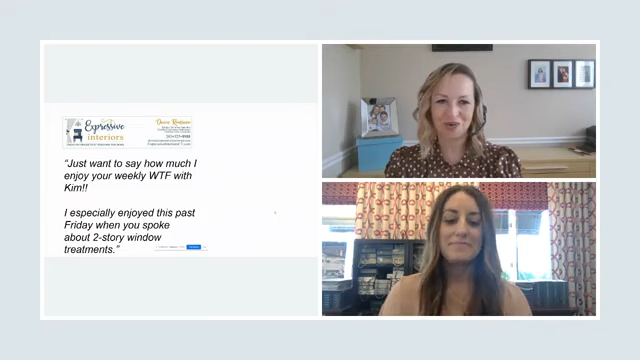 Expressive
interiors
"Just want to say how much I
enjoy your weekly WTF with
Kim!!
I especially enjoyed this past
Friday when you spoke
about 2-story window
treatments."